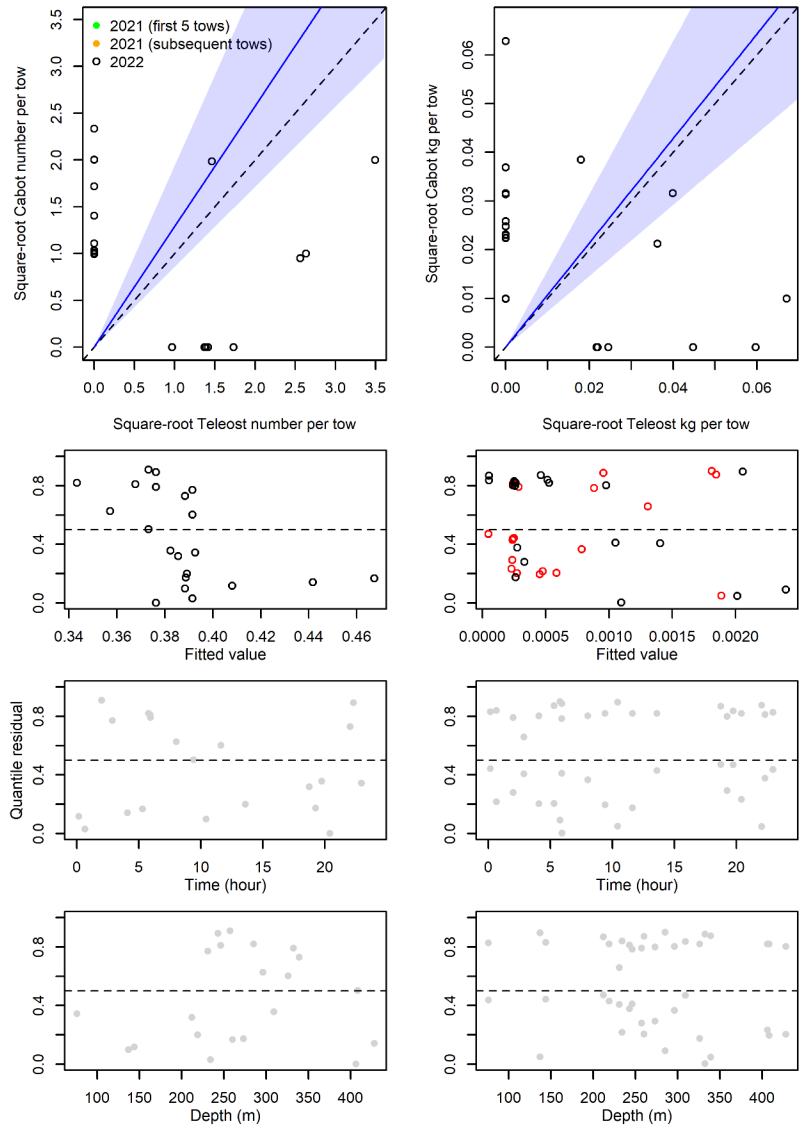 2021 (first 5 tows)
2021 (subsequent tows)
2022
Square-root Cabot number per tow
0.0 0.5 1.0 1.5 2.0 2.5 3.0 3.5
0.0 0.5 1.0 1.5 2.0 2.5 3.0 3.5
Square-root Teleost number per tow
Square-root Cabot kg per tow
0.00 0.01 0.02 0.03 0.04 0.05 0.06
0.00 0.02 0.04 0.06
Square-root Teleost kg per tow
Quantile residual
0.0 0.4 0.8
0.34 0.36 0.38 0.40 0.42 0.44 0.46
Fitted value
0.0 0.4 0.8
0.0000 0.0005 0.0010 0.0015 0.0020
Fitted value
0.0 0.4 0.8
0 5 10 15 20
Time (hour)
0.0 0.4 0.8
0 5 10 15 20
Time (hour)
0.0 0.4 0.8
100 150 200 250 300 350 400
Depth (m)
0.0 0.4 0.8
100 150 200 250 300 350 400
Depth (m)